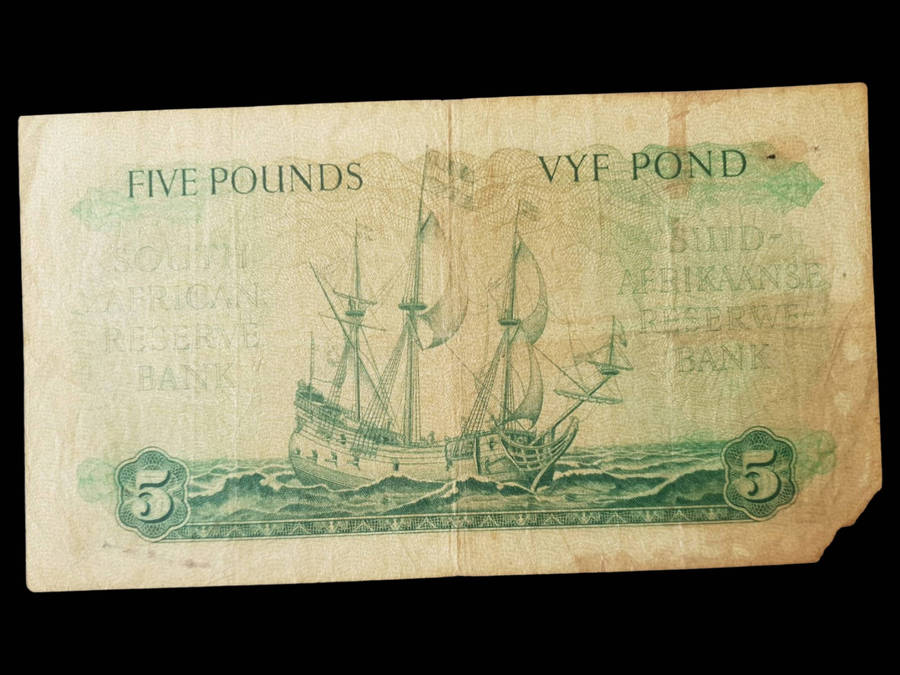 FIVE POUNDS
VYF POND
SOUTH
AFRICAN
RESERVE
BANK
SUID-
AFRIKAANSE
RESERWE-
BANK
5
5